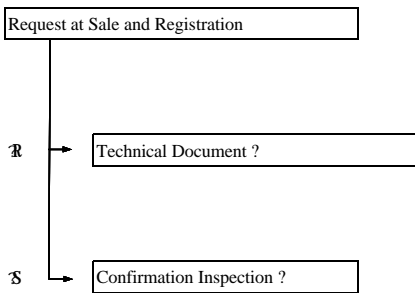 Request at Sale and Registration
Technical Document ?
Confirmation Inspection ?